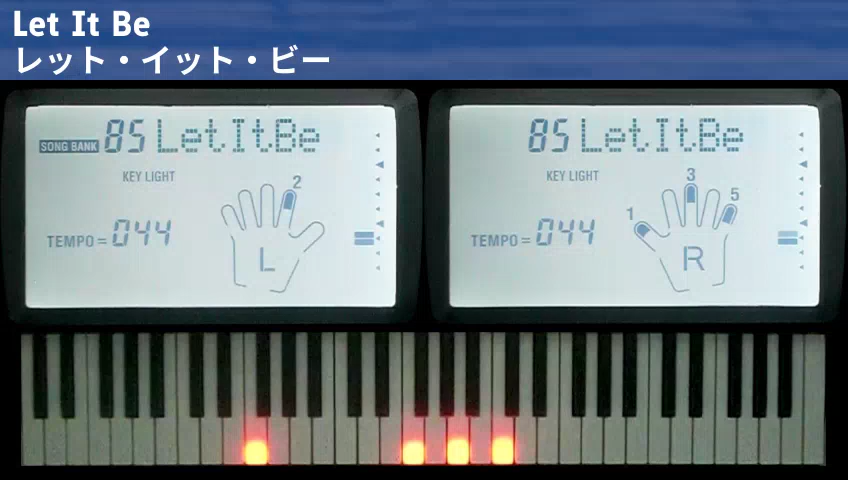 Let It Be
レット・イット・ビー
SONG BANK 85 LetItBe
KEY LIGHT
2
TEMPO = 044
L
85 LetItBe
KEY LIGHT
3
1
5
TEMPO = 044
R